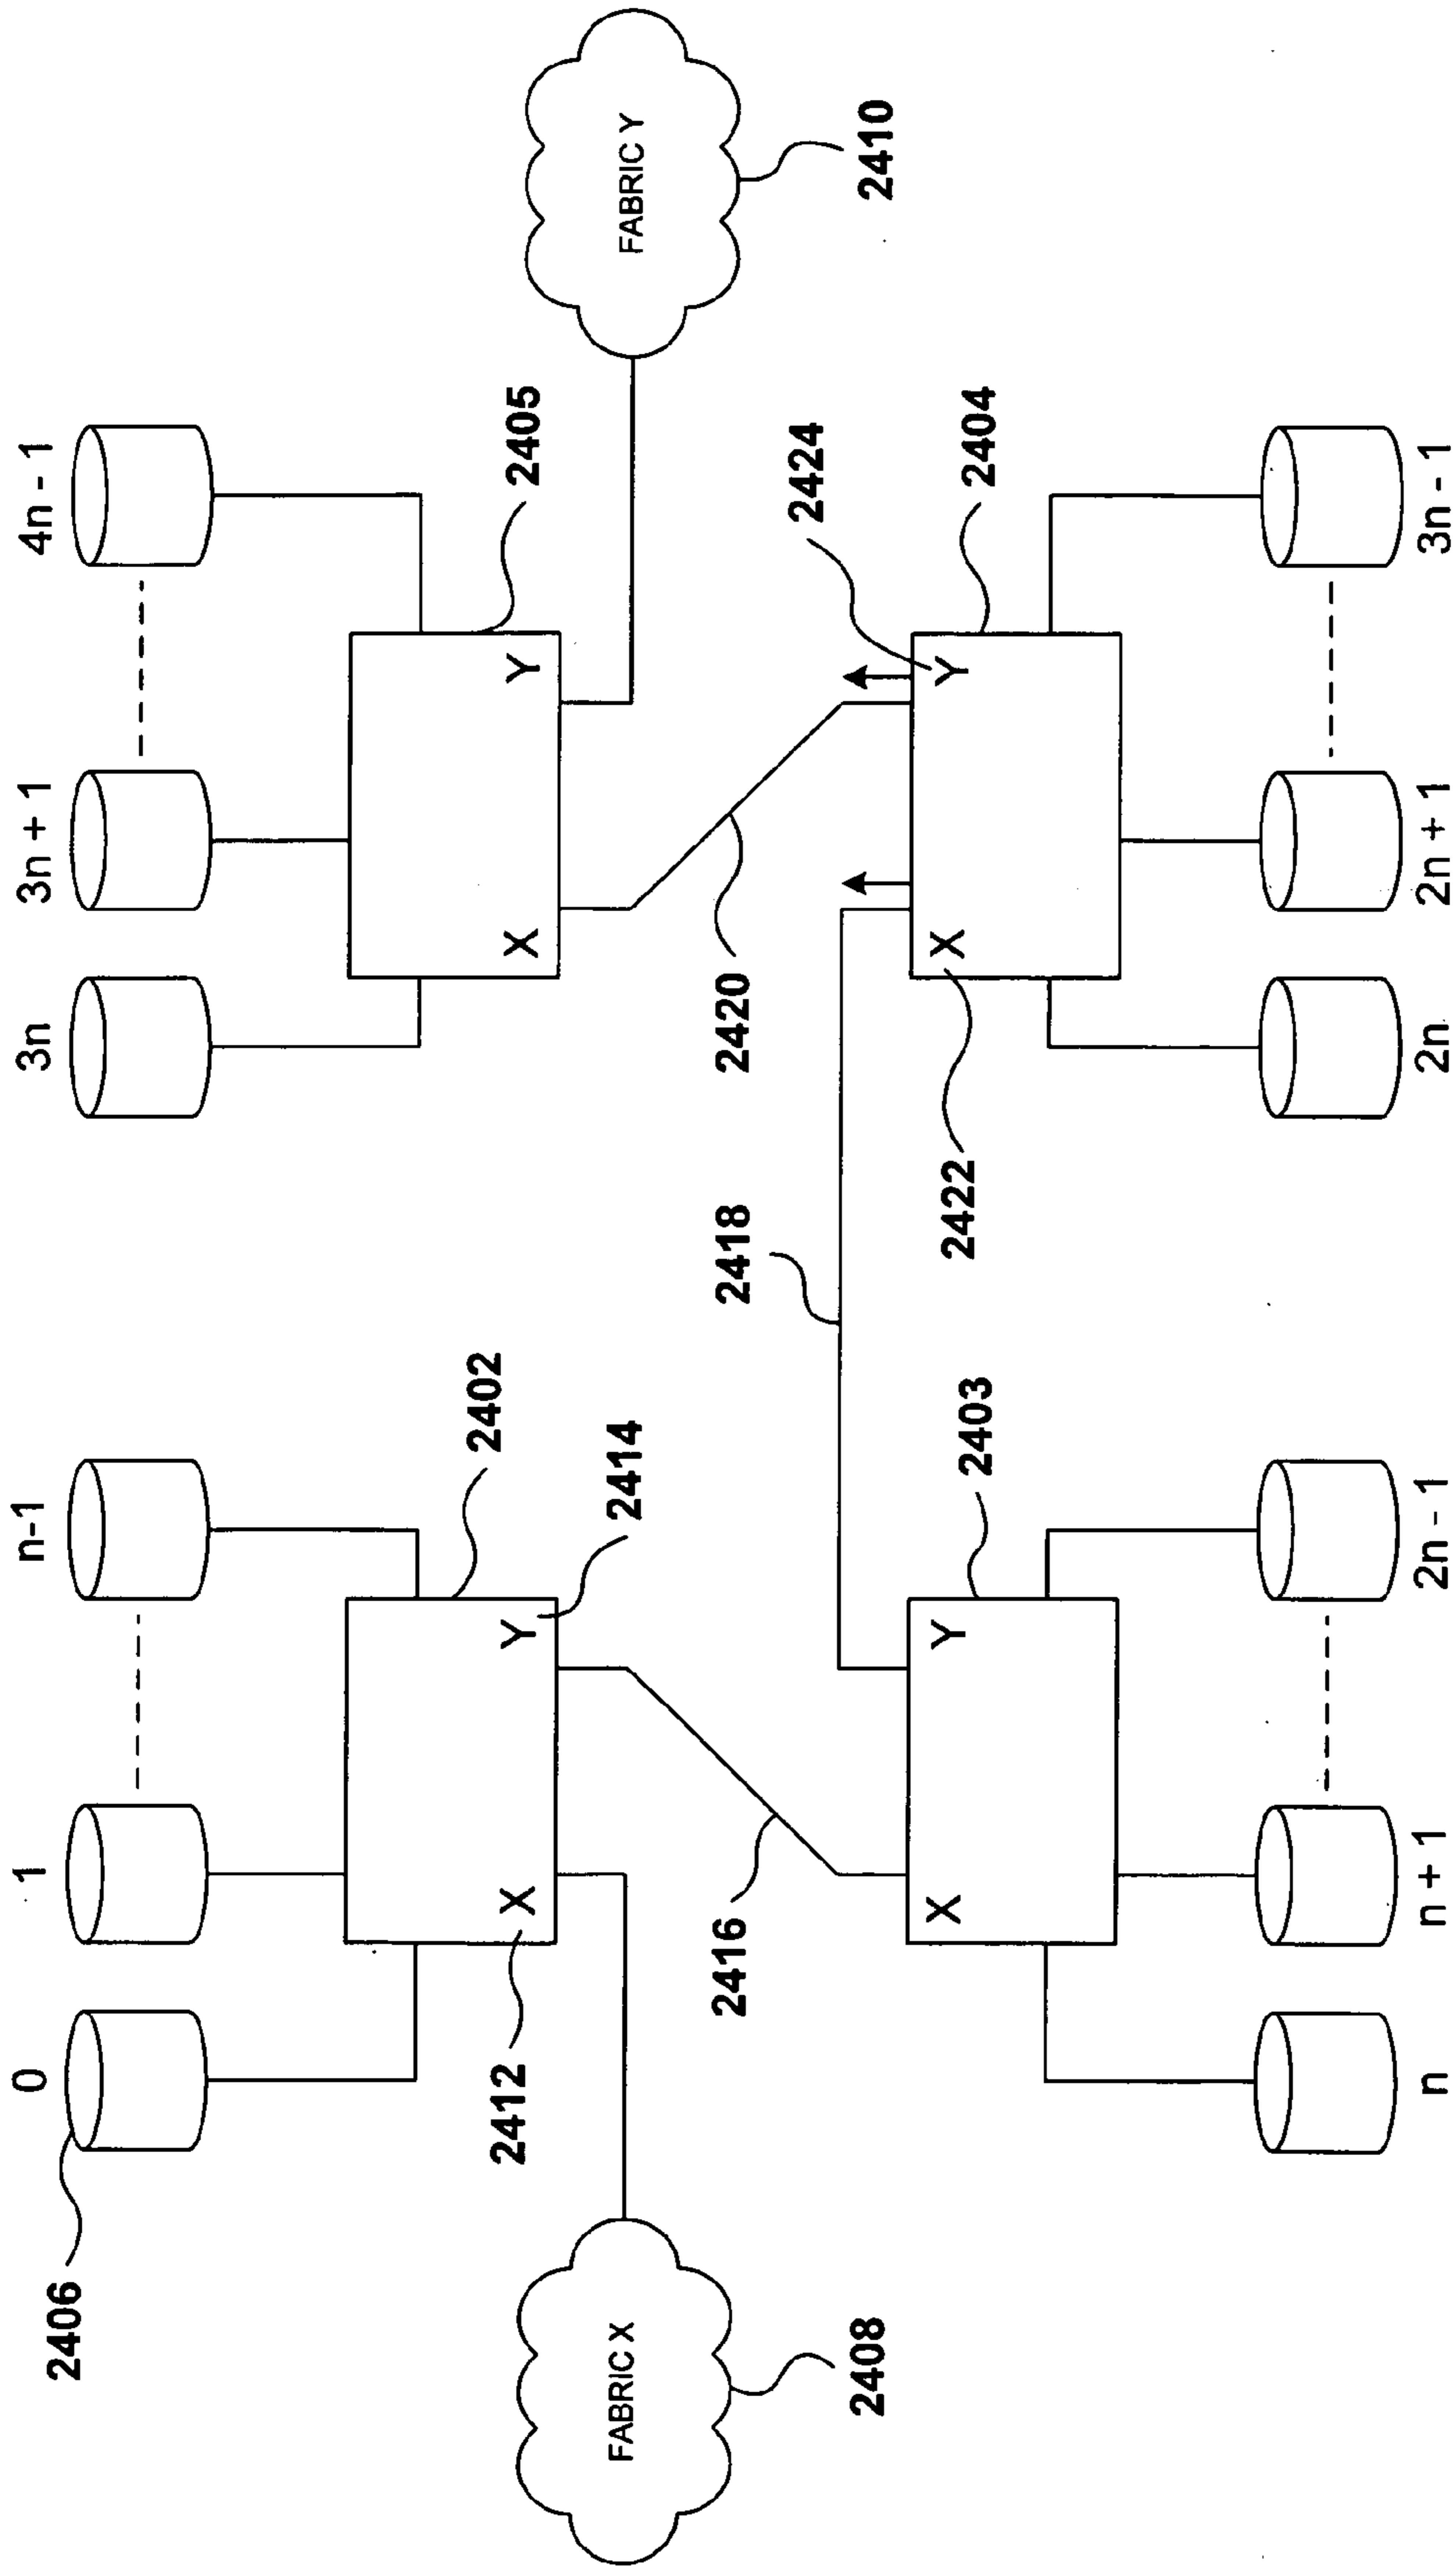 0
1
n-1
3n
3n + 1
4n - 1
2406
2402
2405
X
Y
X
Y
2412
2414
FABRIC X
FABRIC Y
2408
2410
2416
2418
2420
2424
2403
2404
X
Y
X
Y
2422
n
n + 1
2n - 1
2n
2n + 1
3n - 1